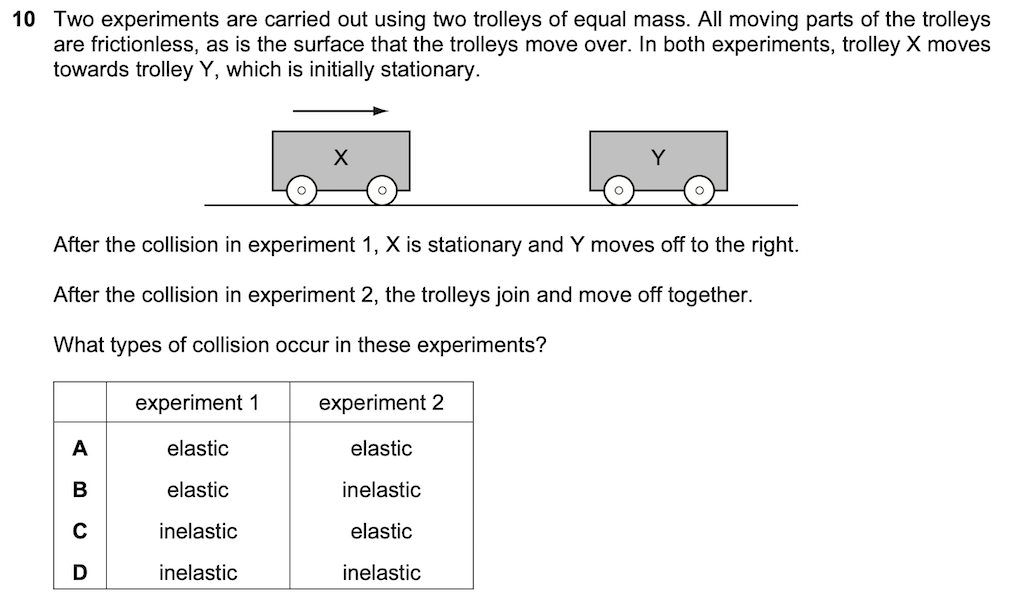 10 Two experiments are carried out using two trolleys of equal mass. All moving parts of the trolleys
are frictionless, as is the surface that the trolleys move over. In both experiments, trolley X moves
towards trolley Y, which is initially stationary.
X Y
After the collision in experiment 1, X is stationary and Y moves off to the right.
After the collision in experiment 2, the trolleys join and move off together.
What types of collision occur in these experiments?
experiment 1 experiment 2
A elastic elastic
B elastic inelastic
C inelastic elastic
D inelastic inelastic